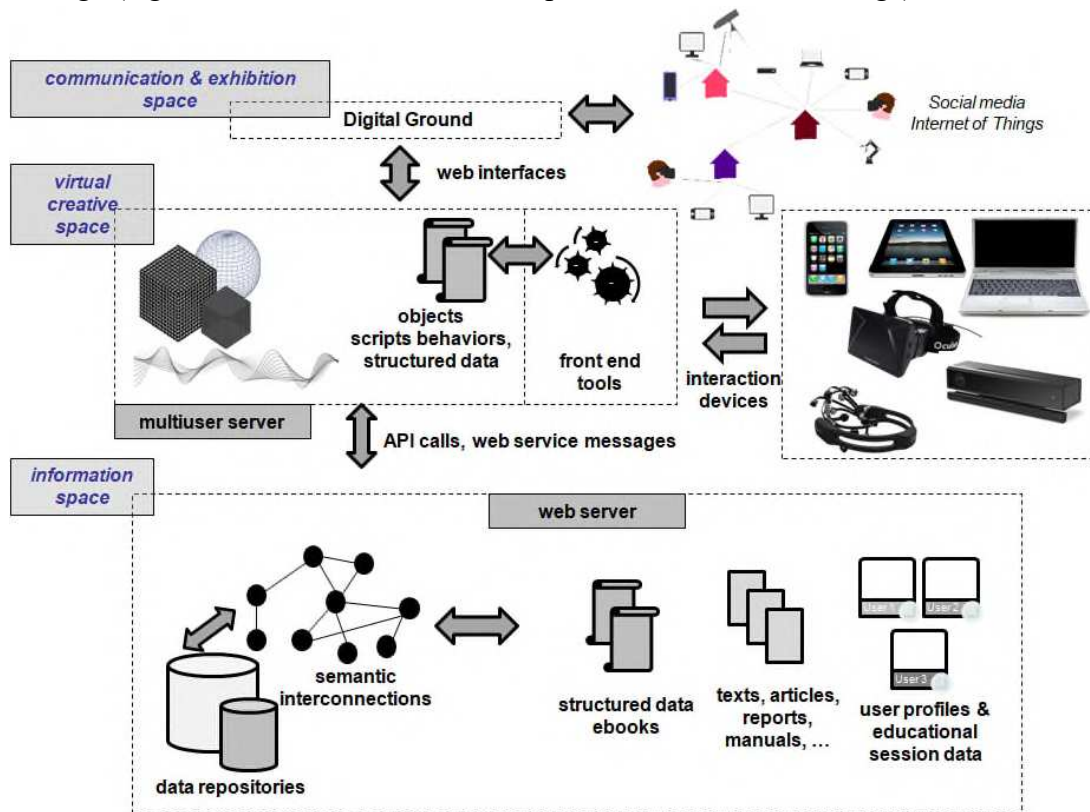 communication & exhibition
space
Digital Ground
Social media
Internet of Things
web interfaces
virtual
creative
space
objects
scripts behaviors,
structured data
front end
tools
interaction
devices
multiuser server
API calls, web service messages
information
space
web server
User1
User2
User3
semantic
interconnections
structured data
ebooks
texts, articles,
reports,
manuals, …
user profiles &
educational
session data
data repositories